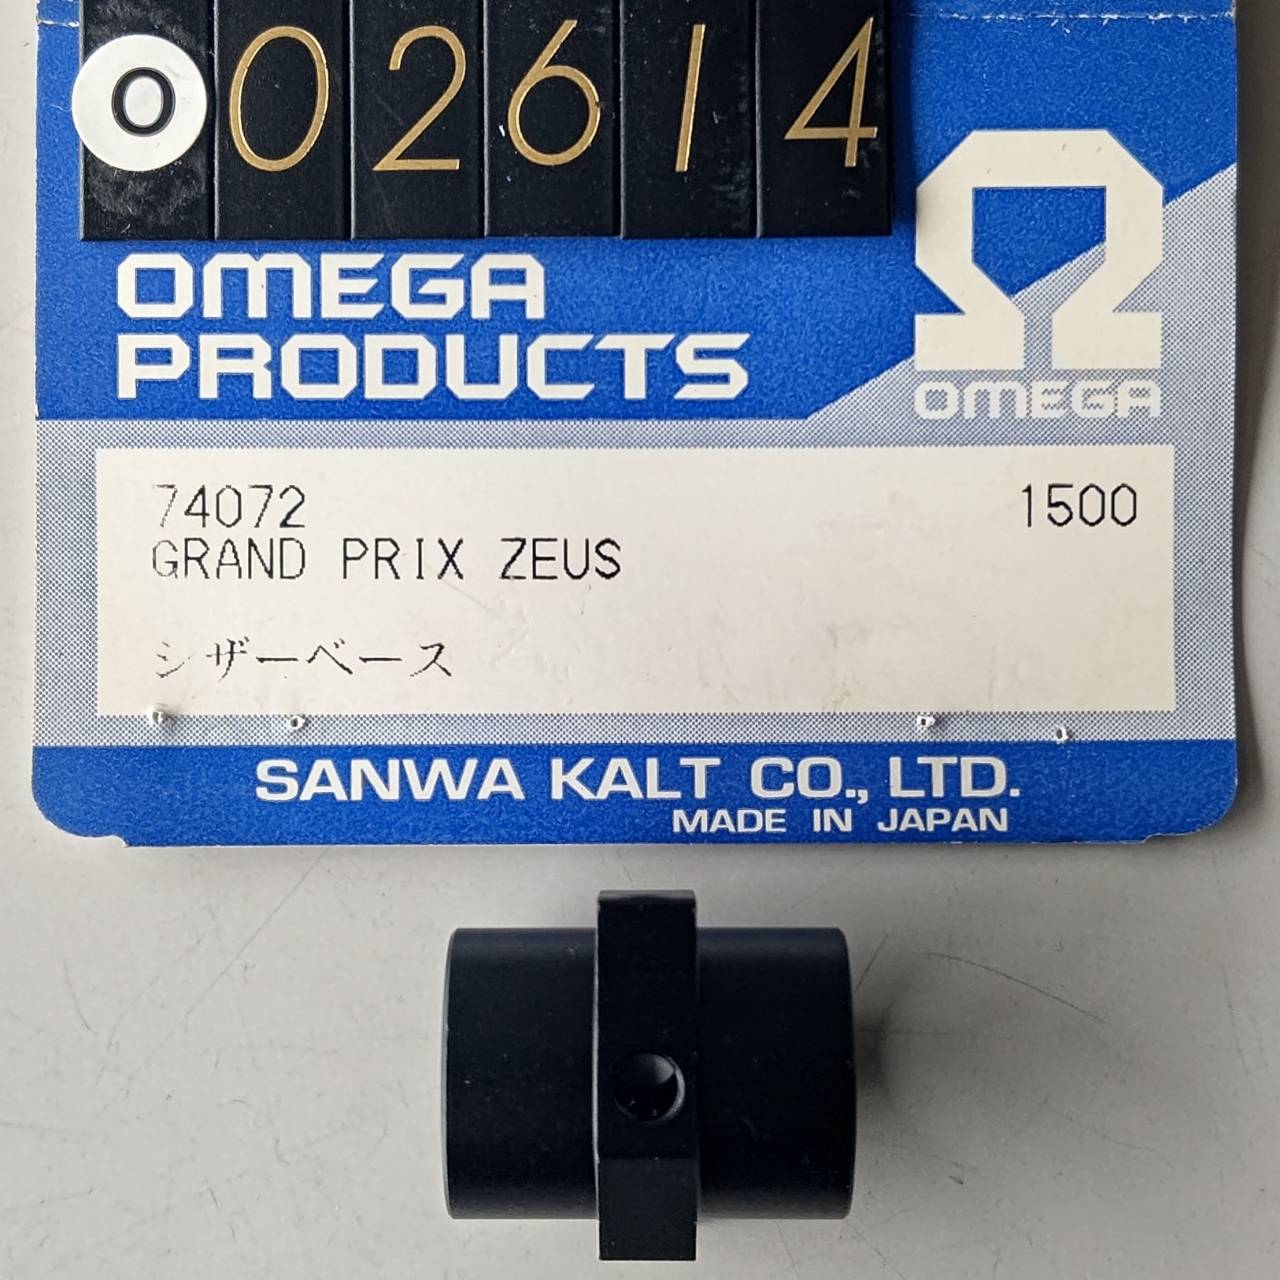 O 02614
OMEGA
PRODUCTS
Ω
OMEGA
74072 1500
GRAND PRIX ZEUS
シザーベース
SANWA KALT CO., LTD.
MADE IN JAPAN